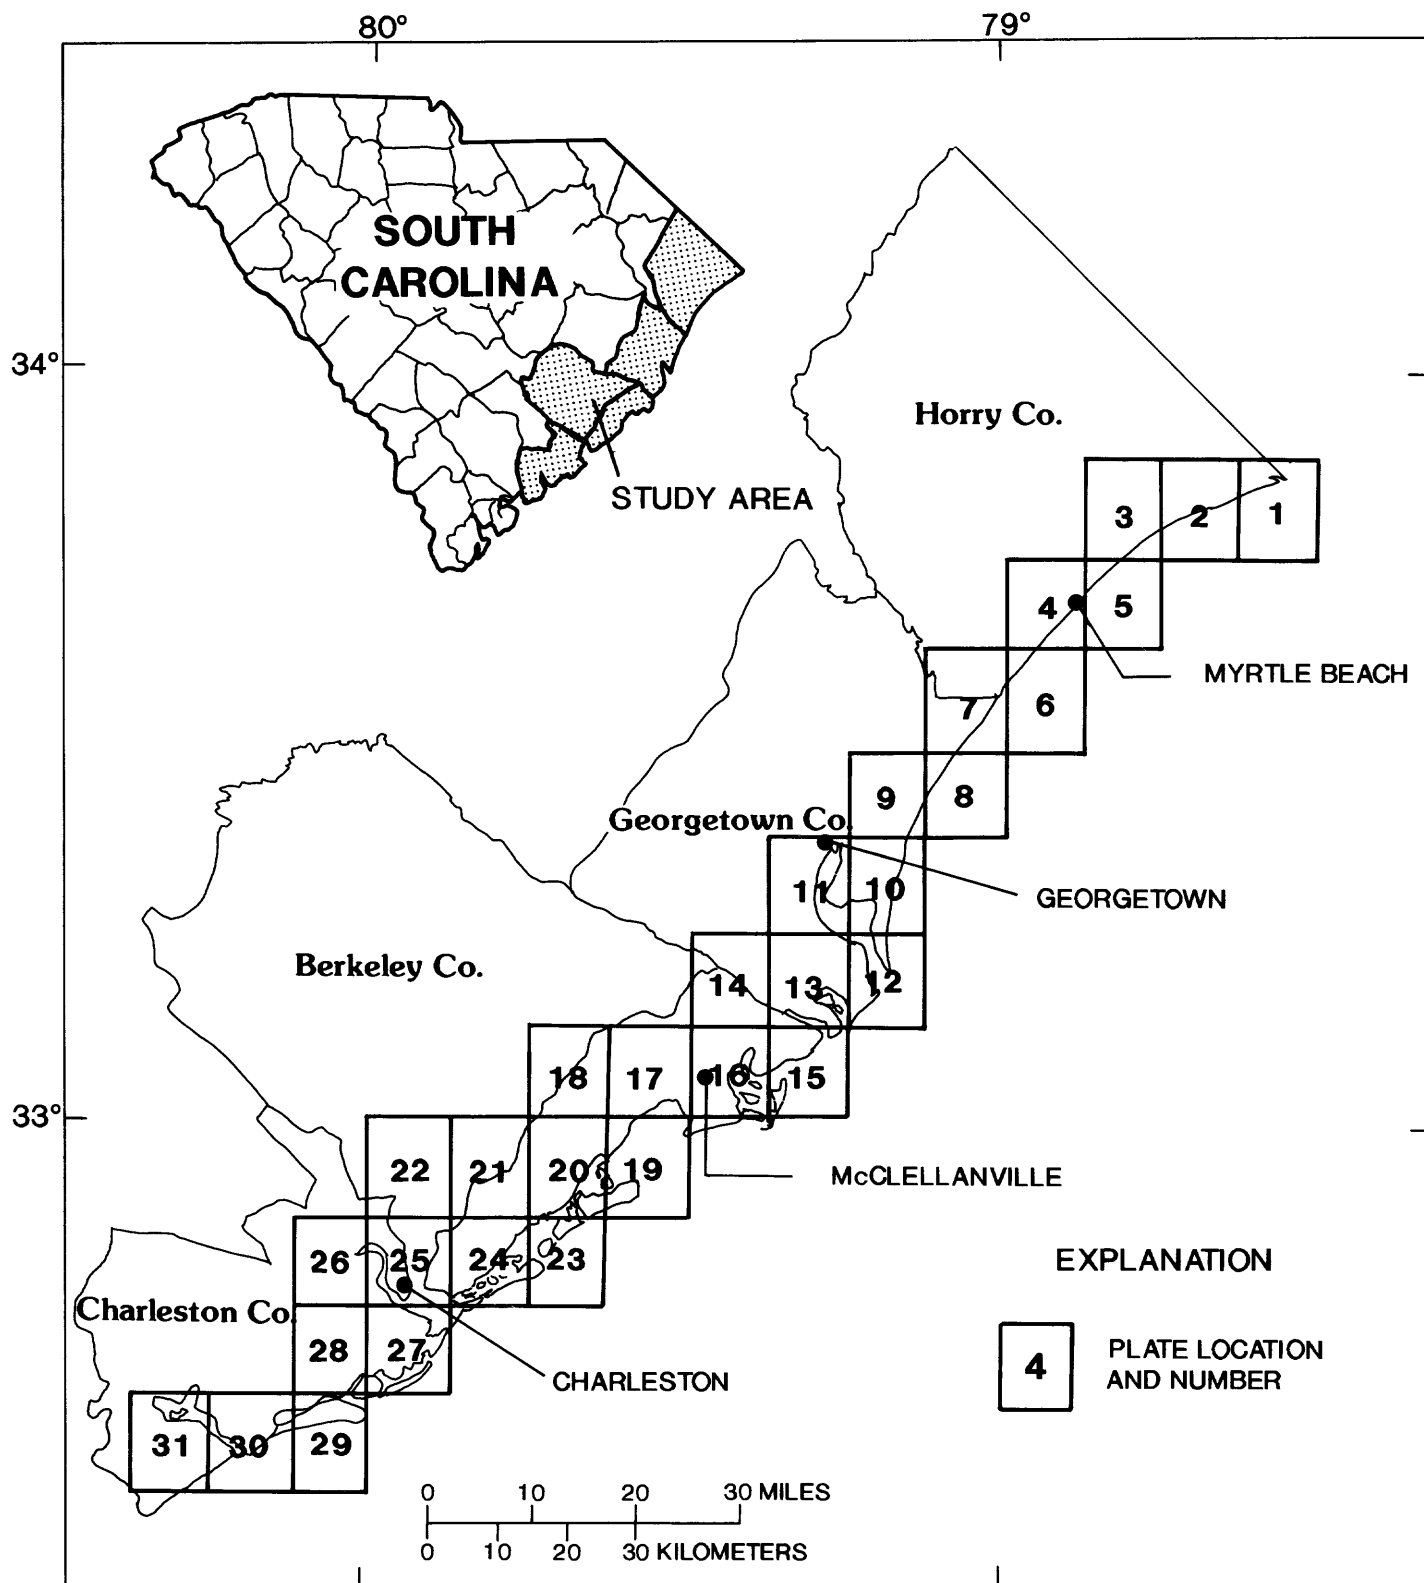 80°
79°
SOUTH
CAROLINA
34°
Horry Co.
STUDY AREA
3
2
1
4
5
MYRTLE BEACH
7
6
9
8
Georgetown Co.
11
10
GEORGETOWN
Berkeley Co.
14
13
12
18
17
16
15
33°
22
21
20
19
McCLELLANVILLE
26
25
24
23
EXPLANATION
Charleston Co.
28
27
4
PLATE LOCATION
AND NUMBER
CHARLESTON
31
30
29
0 10 20 30 MILES
0 10 20 30 KILOMETERS